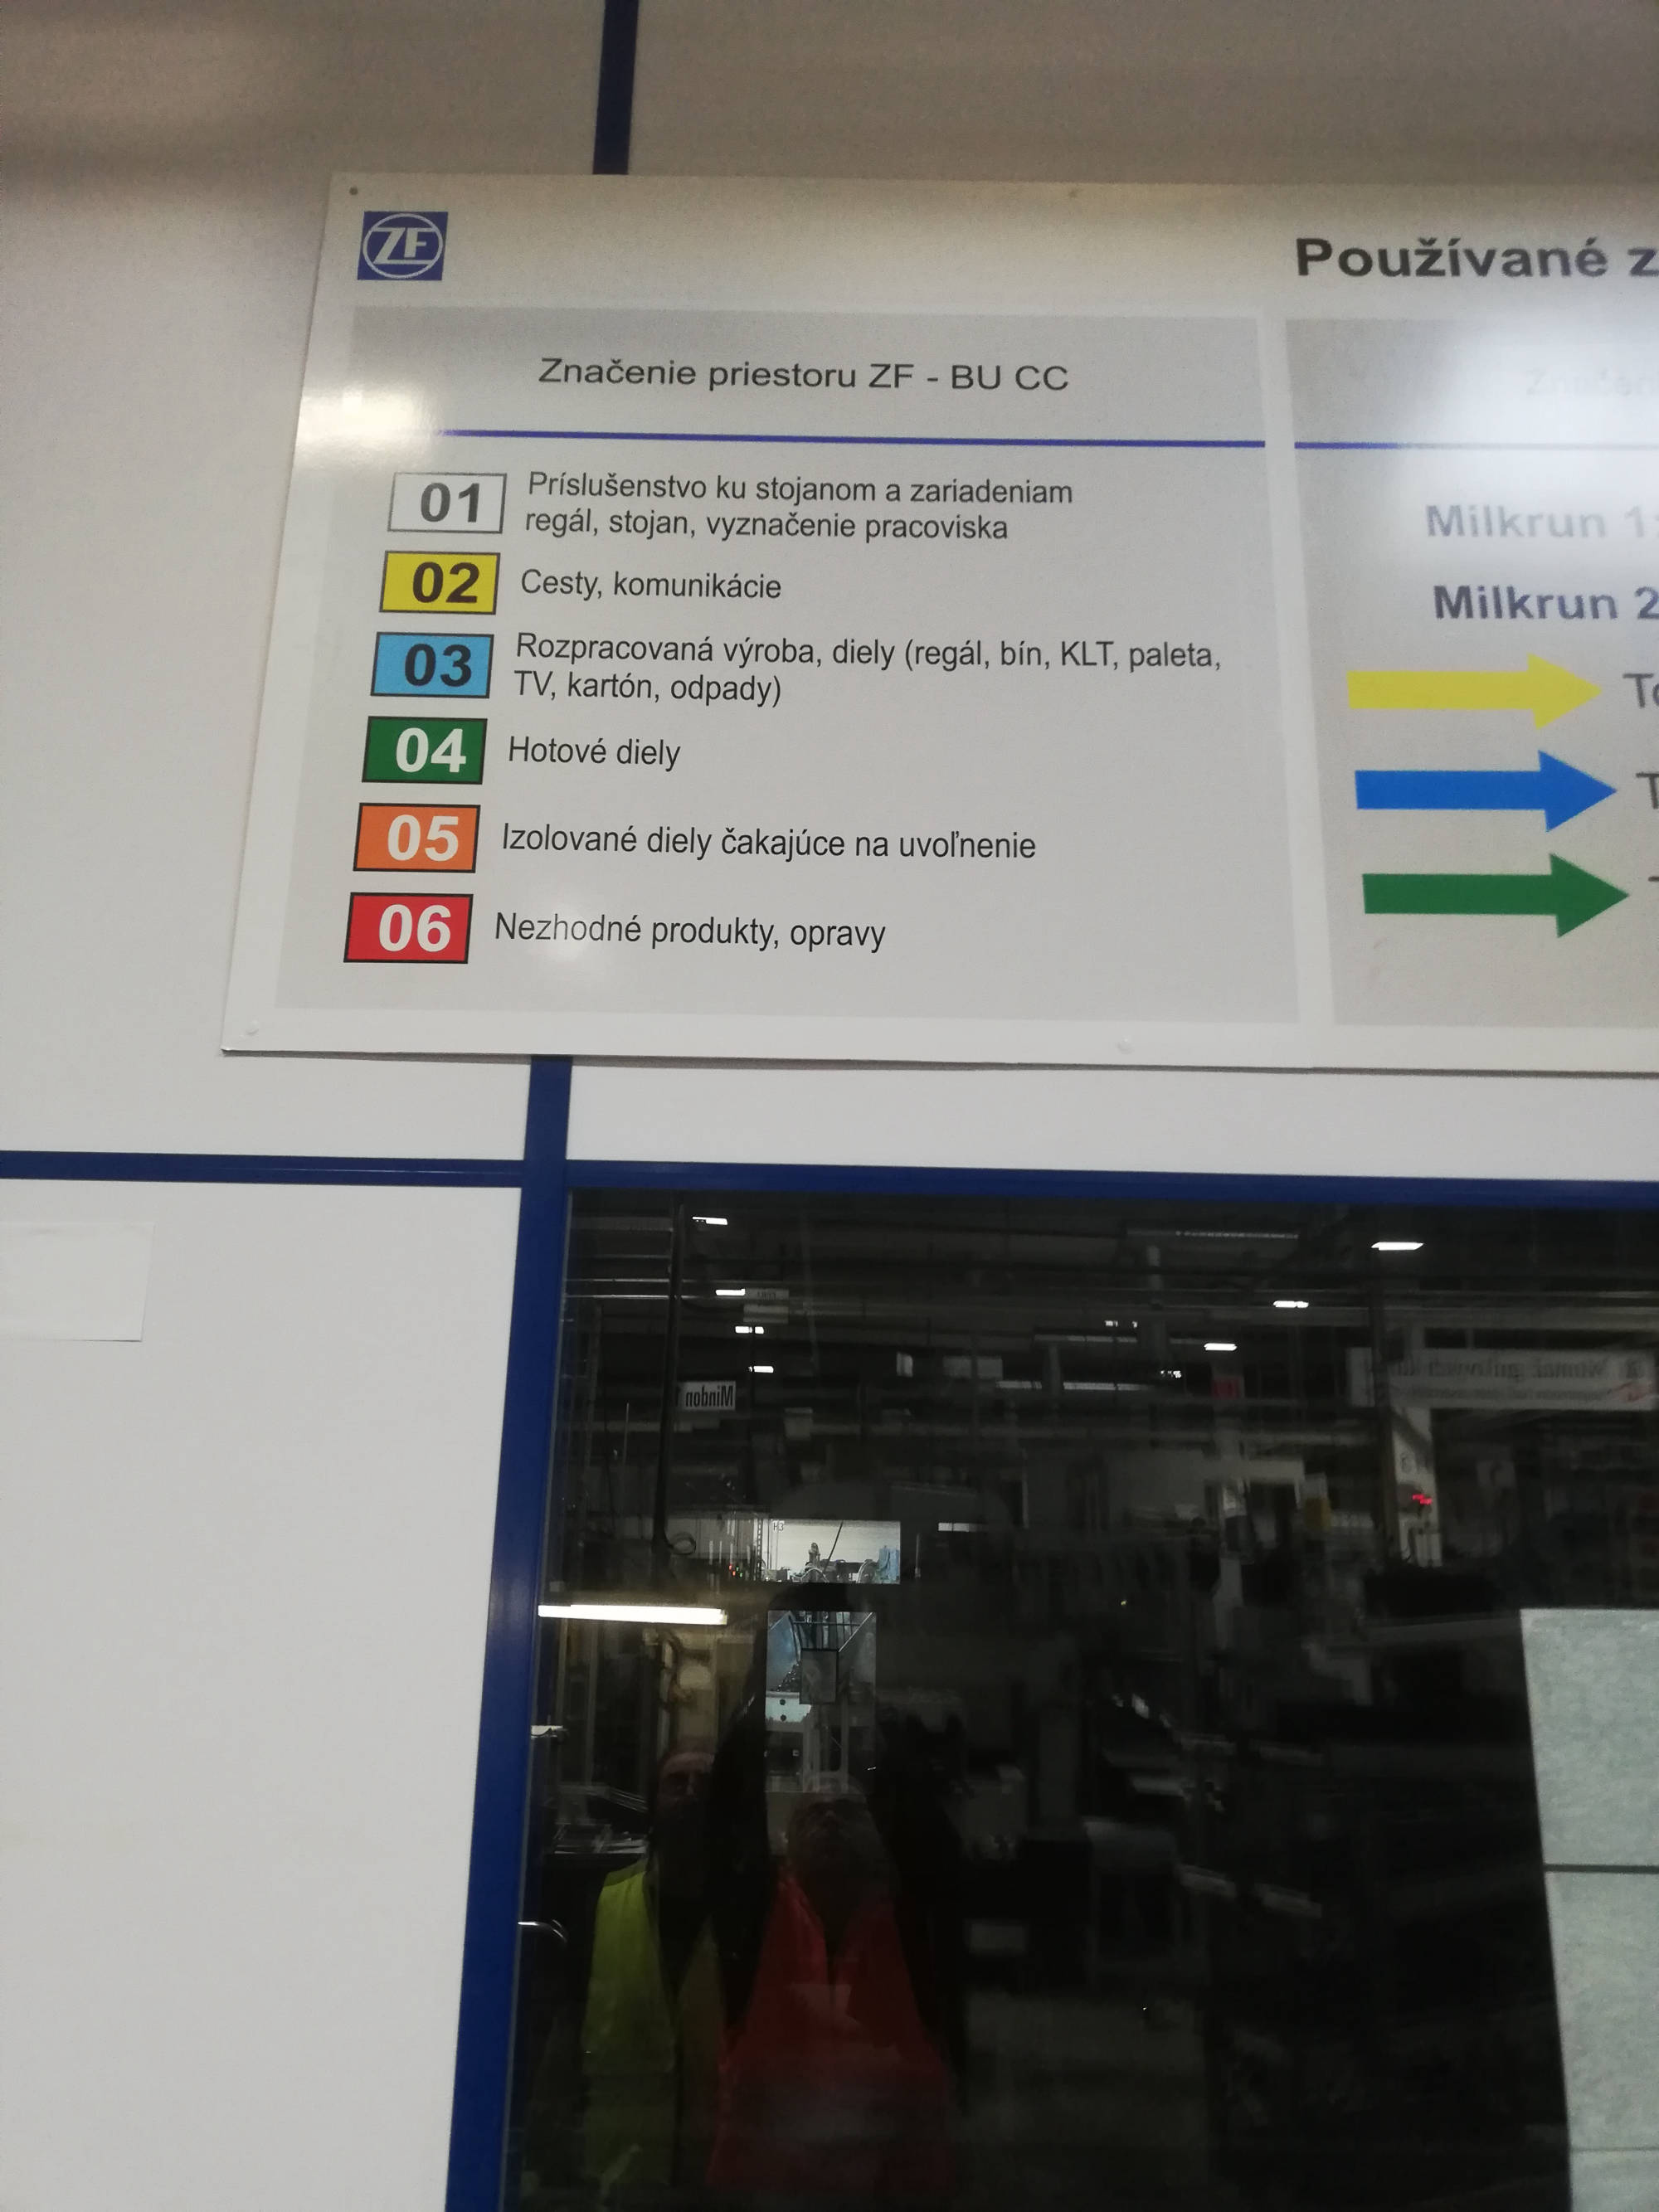 ZF
Používané
Značenie priestoru ZF - BU CC
01 Príslušenstvo ku stojanom a zariadeniam
regál, stojan, vyznačenie pracoviska
02 Cesty, komunikácie
03 Rozpracovaná výroba, diely (regál, bín, KLT, paleta,
TV, kartón, odpady)
04 Hotové diely
05 Izolované diely čakajúce na uvoľnenie
06 Nezhodné produkty, opravy
Milkrun 1
Milkrun 2